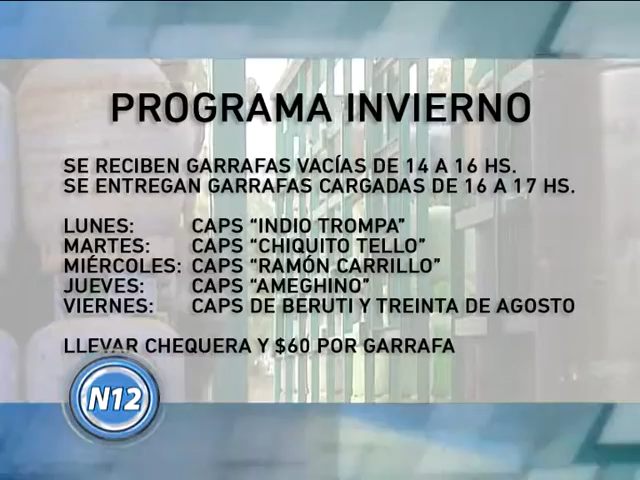 PROGRAMA INVIERNO
SE RECIBEN GARRAFAS VACÍAS DE 14 A 16 HS.
SE ENTREGAN GARRAFAS CARGADAS DE 16 A 17 HS.
LUNES: CAPS “INDIO TROMPA”
MARTES: CAPS “CHIQUITO TELLO”
MIÉRCOLES: CAPS “RAMÓN CARRILLO”
JUEVES: CAPS “AMEGHINO”
VIERNES: CAPS DE BERUTI Y TREINTA DE AGOSTO
LLEVAR CHEQUERA Y $60 POR GARRAFA
N12